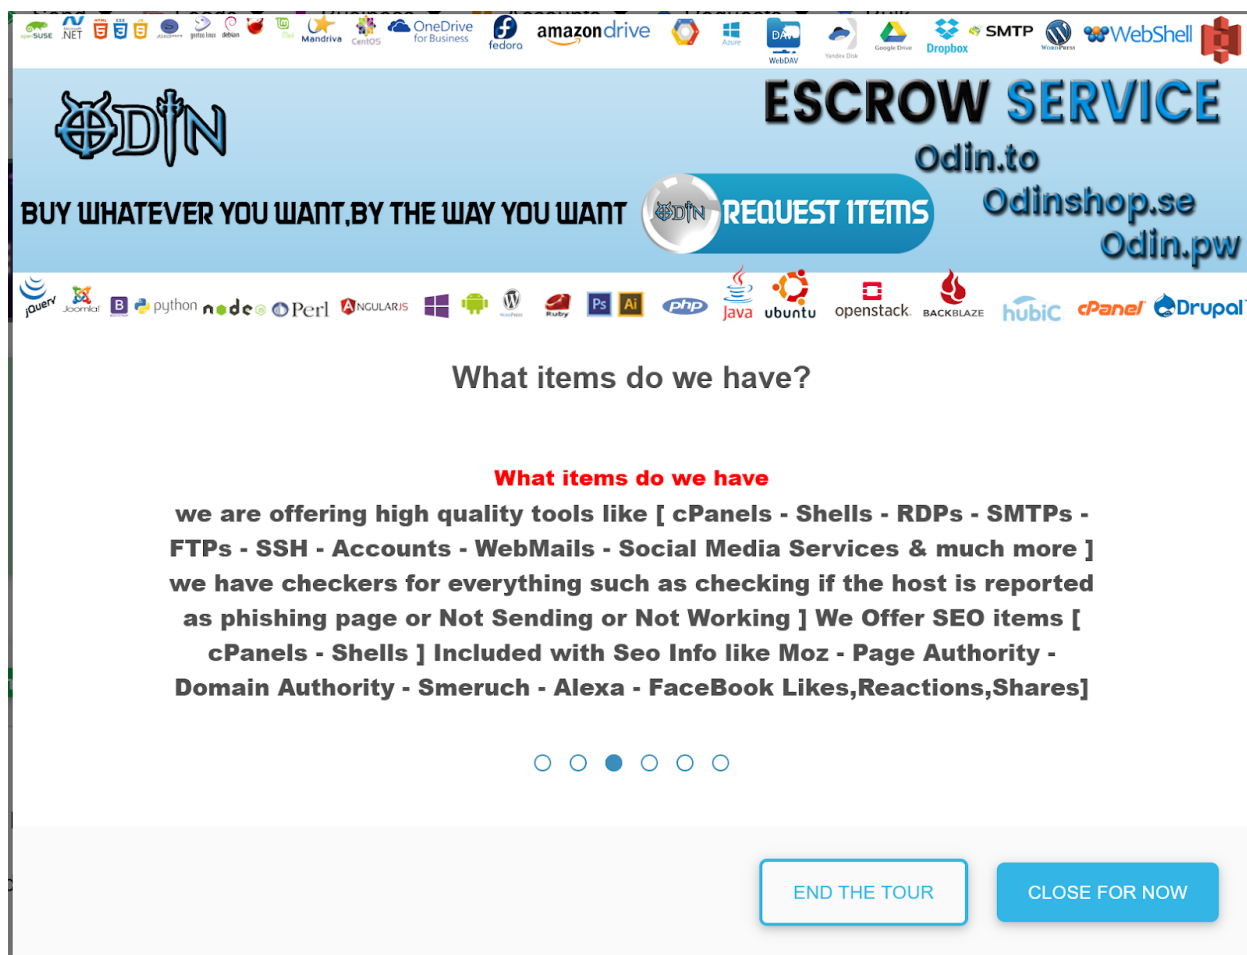 openSUSE .NET HTML CSS debian Mandriva CentOS OneDrive for Business fedora amazondrive Azure WebDAV Yandex Disk Google Drive Dropbox SMTP WORDPRESS WebShell
ODIN
ESCROW SERVICE
Odin.to
BUY WHATEVER YOU WANT,BY THE WAY YOU WANT
ODIN REQUEST ITEMS
Odinshop.se
Odin.pw
jQuery Joomla! B python node Perl ANGULARJS Ruby Ps Ai php Java ubuntu openstack. BACKBLAZE hubiC cPanel Drupal
What items do we have?
What items do we have
we are offering high quality tools like [ cPanels - Shells - RDPs - SMTPs -
FTPs - SSH - Accounts - WebMails - Social Media Services & much more ]
we have checkers for everything such as checking if the host is reported
as phishing page or Not Sending or Not Working ] We Offer SEO items [
cPanels - Shells ] Included with Seo Info like Moz - Page Authority -
Domain Authority - Smeruch - Alexa - FaceBook Likes,Reactions,Shares]
END THE TOUR
CLOSE FOR NOW